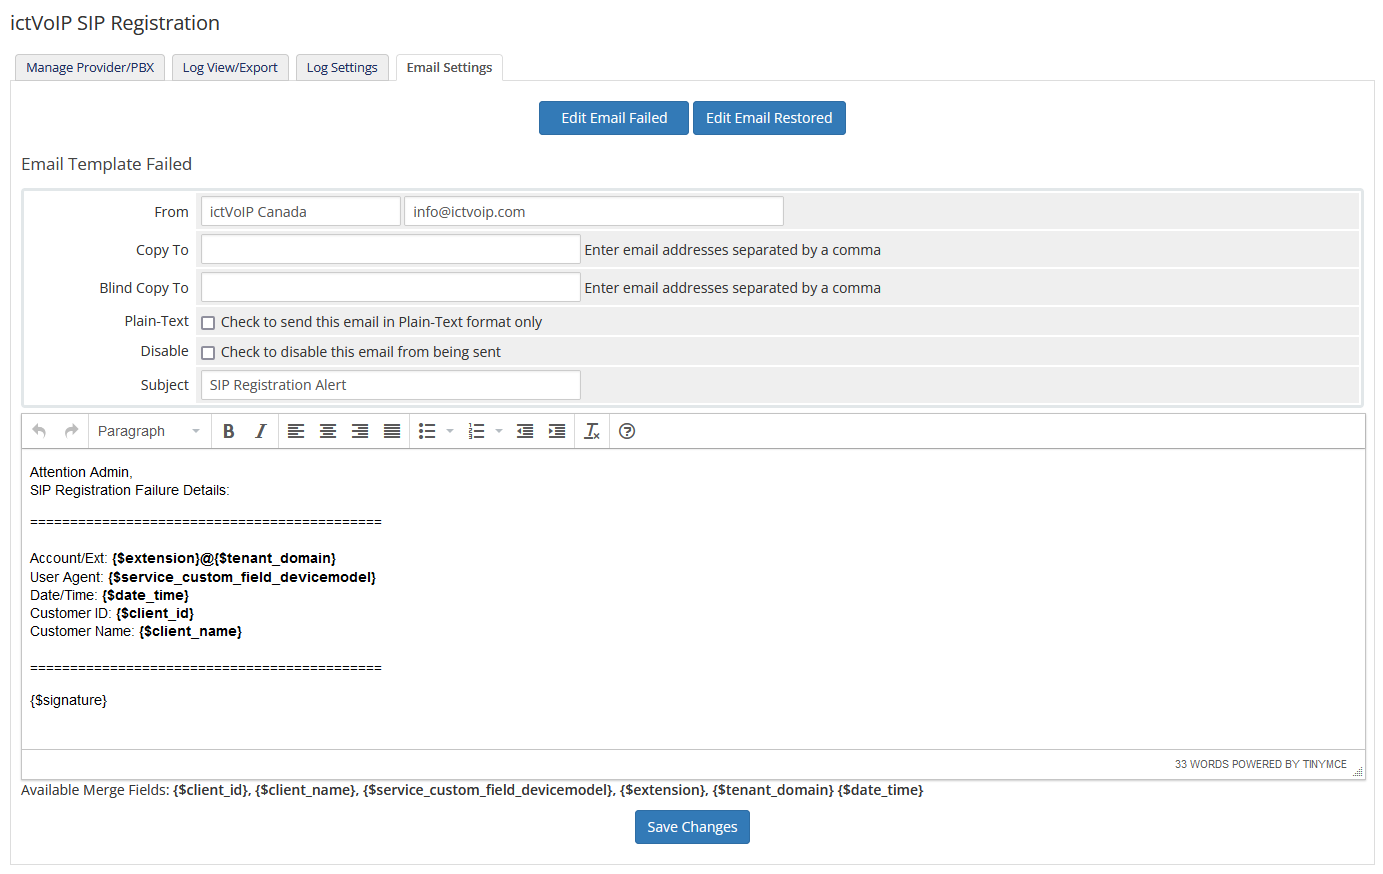 ictVoIP SIP Registration
Manage Provider/PBX Log View/Export Log Settings Email Settings
Edit Email Failed Edit Email Restored
Email Template Failed
From ictVoIP Canada info@ictvoip.com
Copy To Enter email addresses separated by a comma
Blind Copy To Enter email addresses separated by a comma
Plain-Text Check to send this email in Plain-Text format only
Disable Check to disable this email from being sent
Subject SIP Registration Alert
Paragraph B I
Attention Admin,
SIP Registration Failure Details:
============================================
Account/Ext: {$extension}@{$tenant_domain}
User Agent: {$service_custom_field_devicemodel}
Date/Time: {$date_time}
Customer ID: {$client_id}
Customer Name: {$client_name}
============================================
{$signature}
33 WORDS POWERED BY TINYMCE
Available Merge Fields: {$client_id}, {$client_name}, {$service_custom_field_devicemodel}, {$extension}, {$tenant_domain} {$date_time}
Save Changes